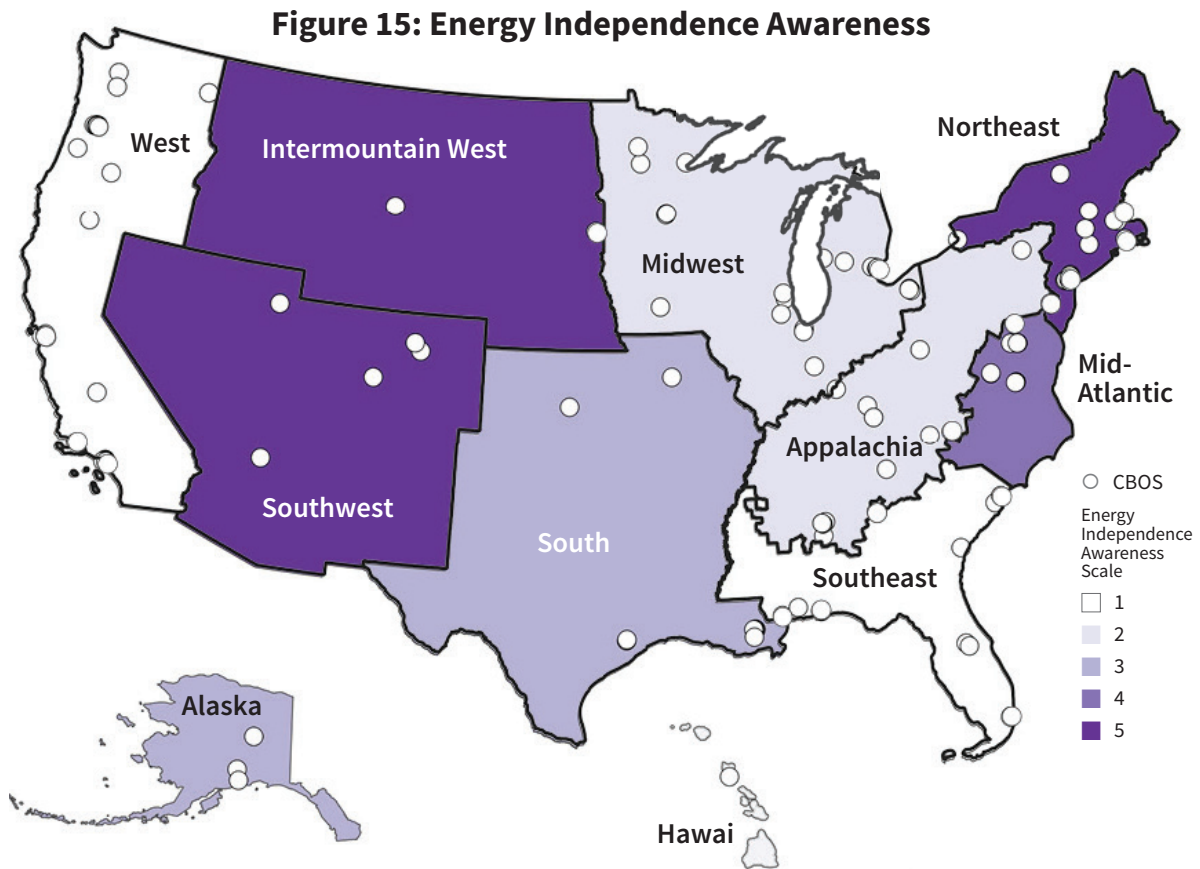 Figure 15: Energy Independence Awareness
West
Intermountain West
Northeast
Midwest
Mid-
Atlantic
Appalachia
Southwest
South
Southeast
Alaska
Hawai
CBOS
Energy
Independence
Awareness
Scale
1
2
3
4
5